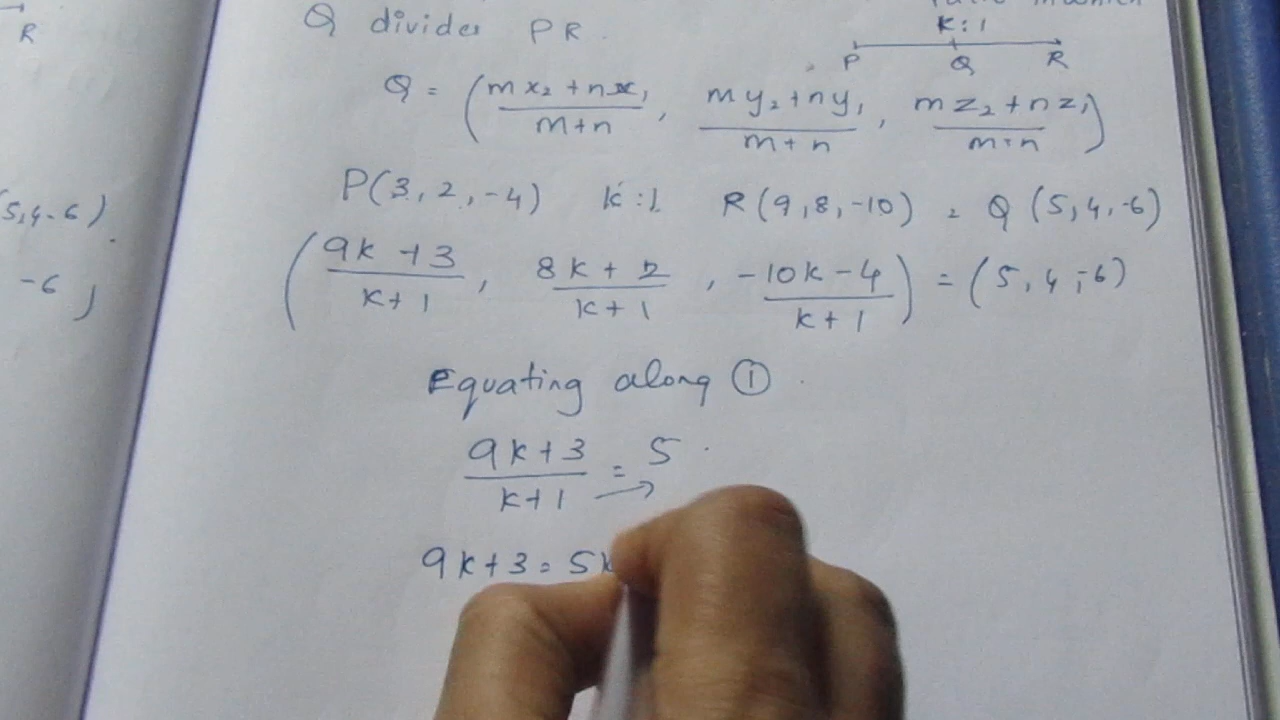 R
5,4-6)
-6)
Q divides PR.
k:1
P Q R
Q = (mx₂+nx₁/m+n, my₂+ny₁/m+n, mz₂+nz₁/m+n)
P(3,2,-4) k:1 R(9,8,-10) = Q(5,4,-6)
(9k+3/k+1, 8k+2/k+1, -10k-4/k+1) = (5,4,-6)
Equating along ①
9k+3/k+1 = 5
9k+3=5k